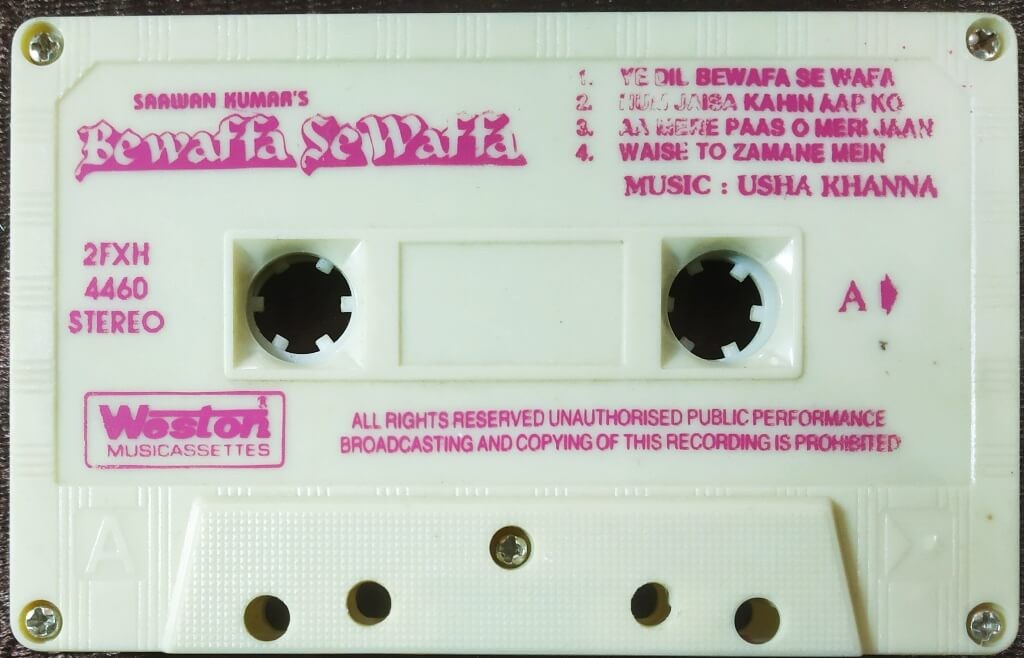 SAAWAN KUMAR'S
Bewaffa Se Waffa
1. YE DIL BEWAFA SE WAFA
2. HUM JAISA KAHIN AAP KO
3. AA MERE PAAS O MERI JAAN
4. WAISE TO ZAMANE MEIN
MUSIC : USHA KHANNA
2FXH
4460
STEREO
A
Weston®
MUSICASSETTES
ALL RIGHTS RESERVED UNAUTHORISED PUBLIC PERFORMANCE
BROADCASTING AND COPYING OF THIS RECORDING IS PROHIBITED
A